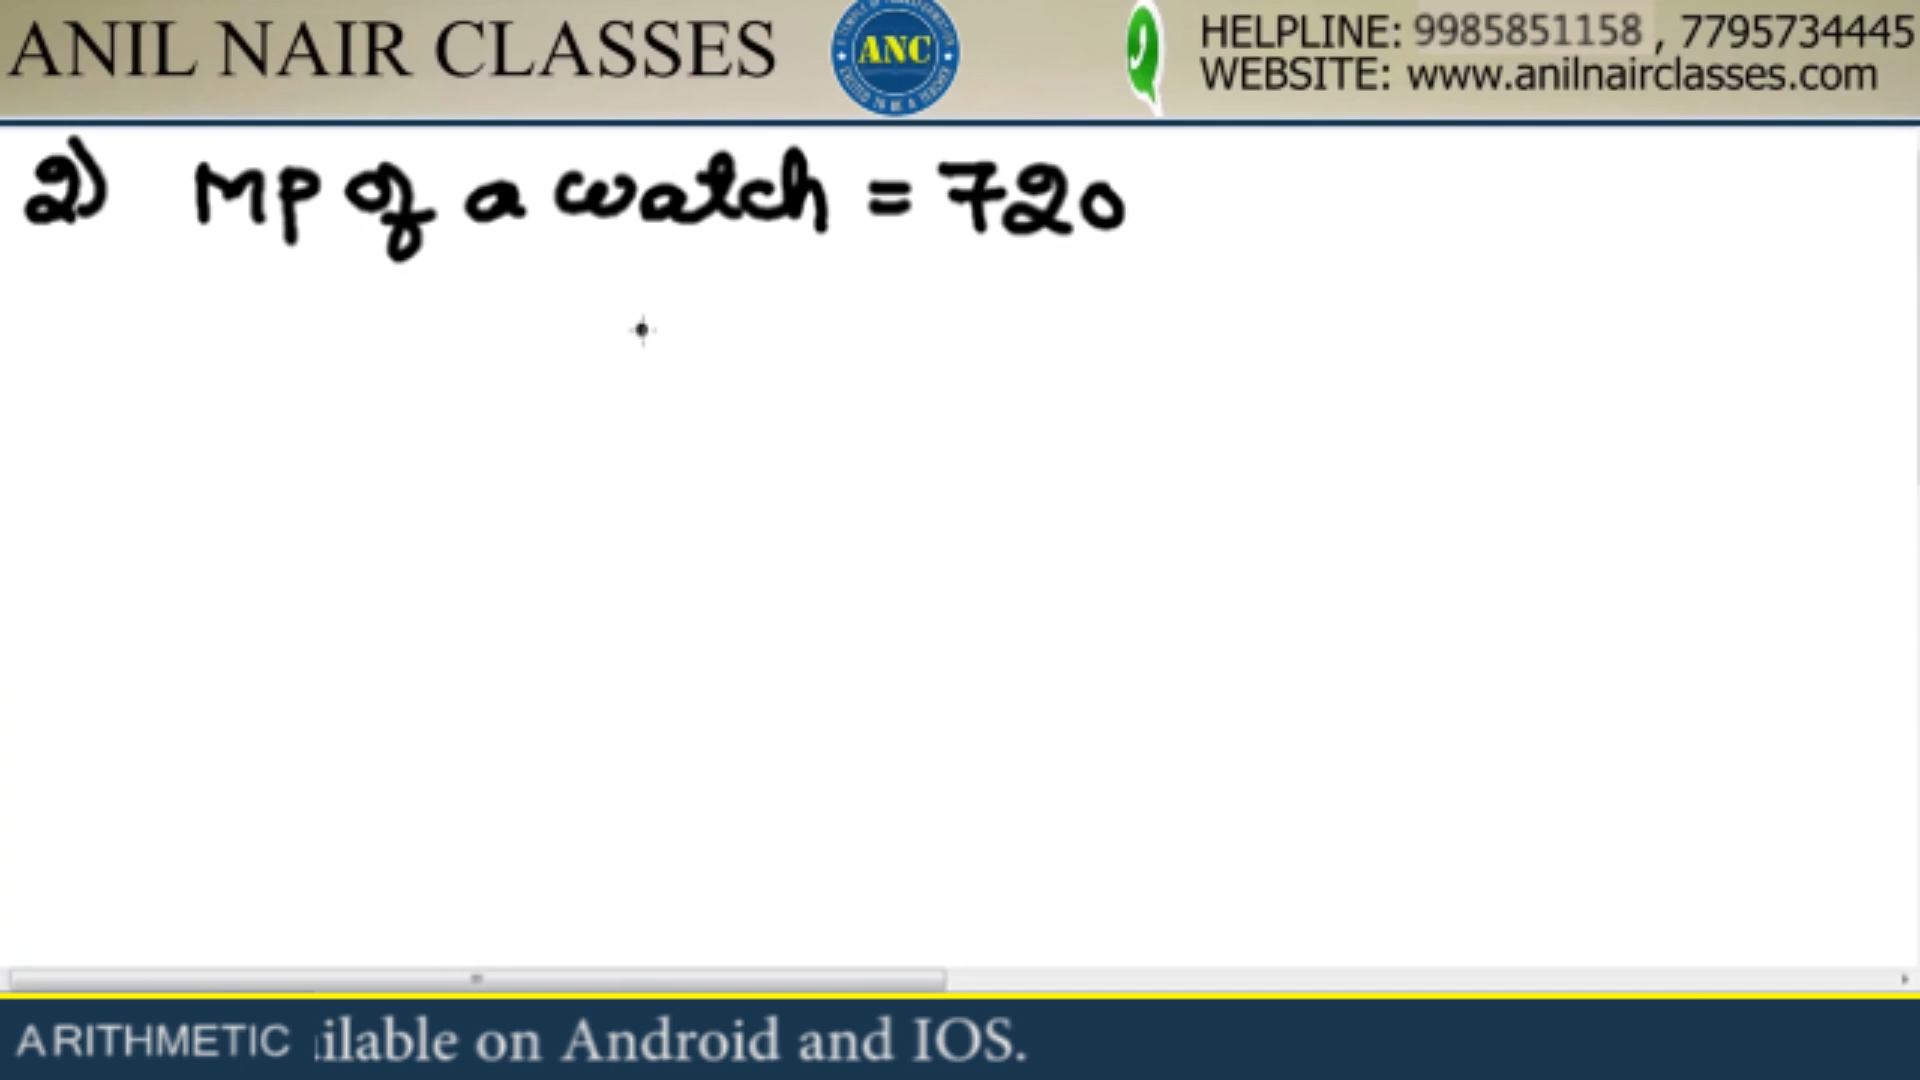 ANIL NAIR CLASSES
ANC
HELPLINE: 9985851158 , 7795734445
WEBSITE: www.anilnairclasses.com
2) MP of a watch = 720
ARITHMETIC ilable on Android and IOS.